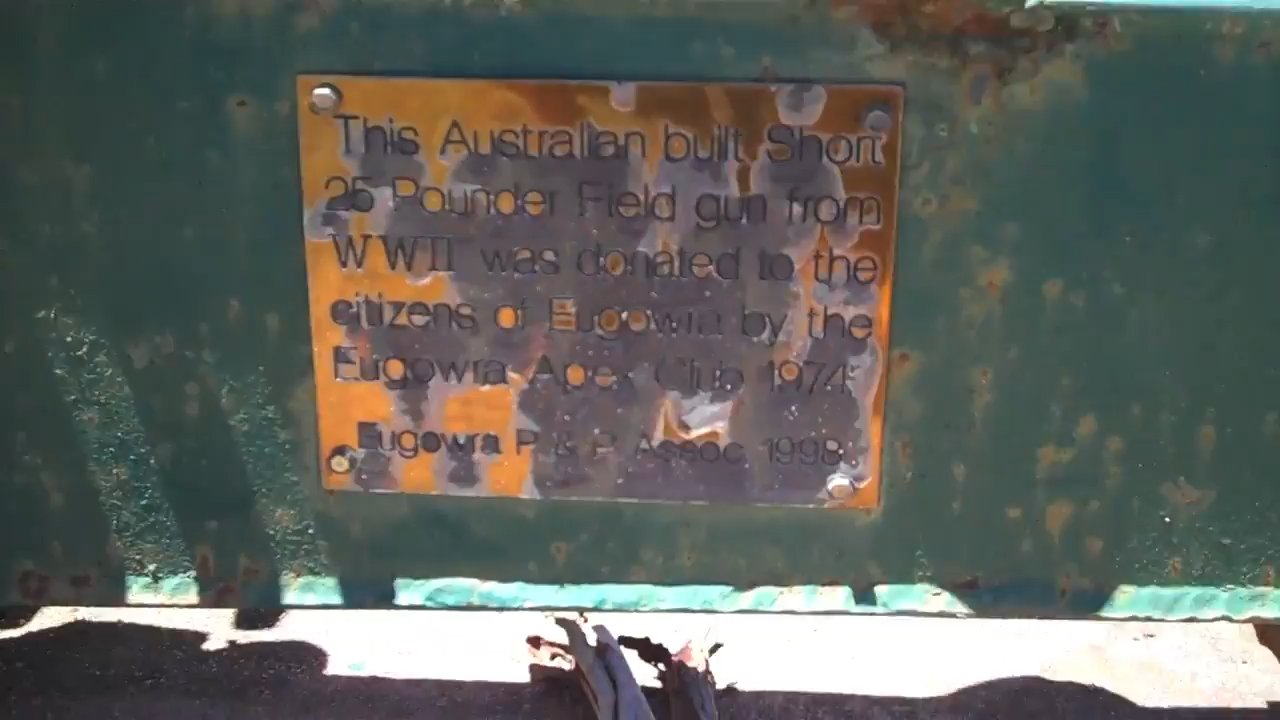 This Australian built Short
25 Pounder Field gun from
WWII was donated to the
citizens of Eugowra by the
Eugowra Apex Club 1974.
Eugowra P & P Assoc. 1998.